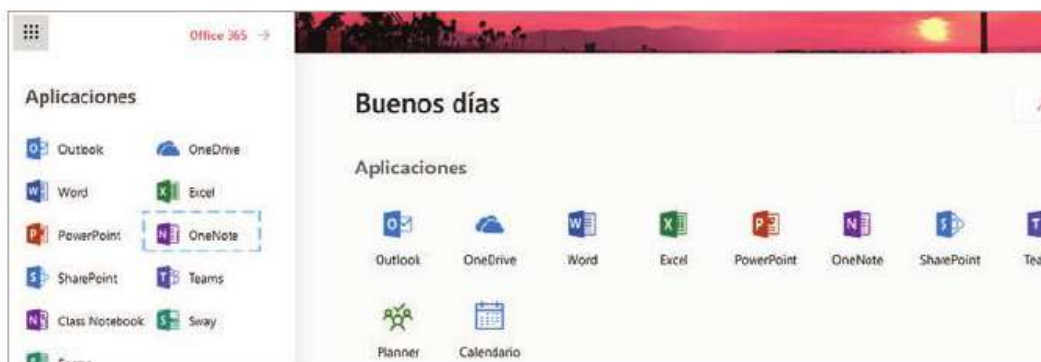 Office 365 →
Aplicaciones
Outlook OneDrive
Word Excel
PowerPoint OneNote
SharePoint Teams
Class Notebook Sway
Buenos días
Aplicaciones
Outlook OneDrive Word Excel PowerPoint OneNote SharePoint
Planner Calendario